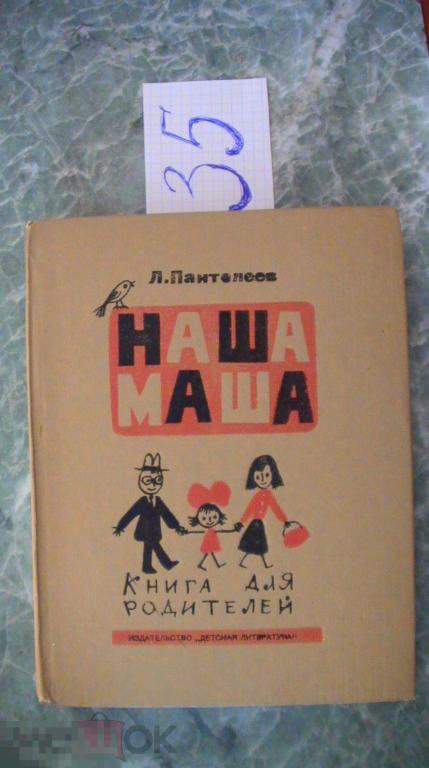 35
Л. Пантелеев
НАША
МАША
КНИГА ДЛЯ
РОДИТЕЛЕЙ
ИЗДАТЕЛЬСТВО „ДЕТСКАЯ ЛИТЕРАТУРА“